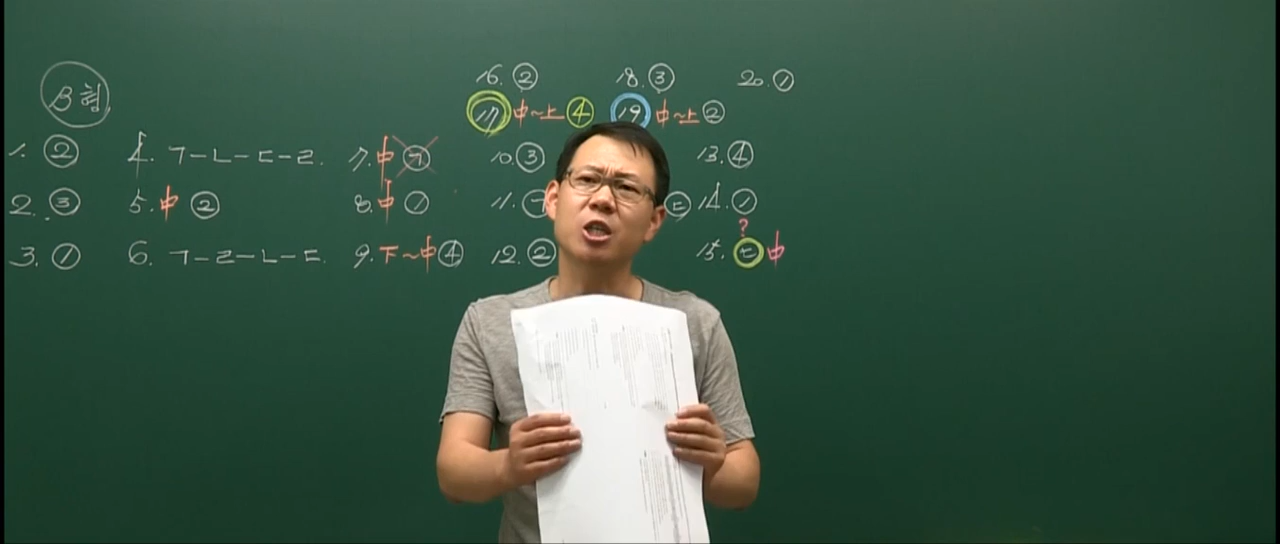 B형
16. ② 18. ③ 20. ①
17 中~上 ④ 19 中~上 ②
1. ② 4. ㄱ-ㄴ-ㄷ-ㄹ. 7. 中 ㉠ 10. ③ 13. ④
2. ③ 5. 中 ② 8. 中 ① 11. ㉢ 14. ①
3. ① 6. ㄱ-ㄹ-ㄴ-ㄷ. 9. 下~中 ④ 12. ② 15. ? 中